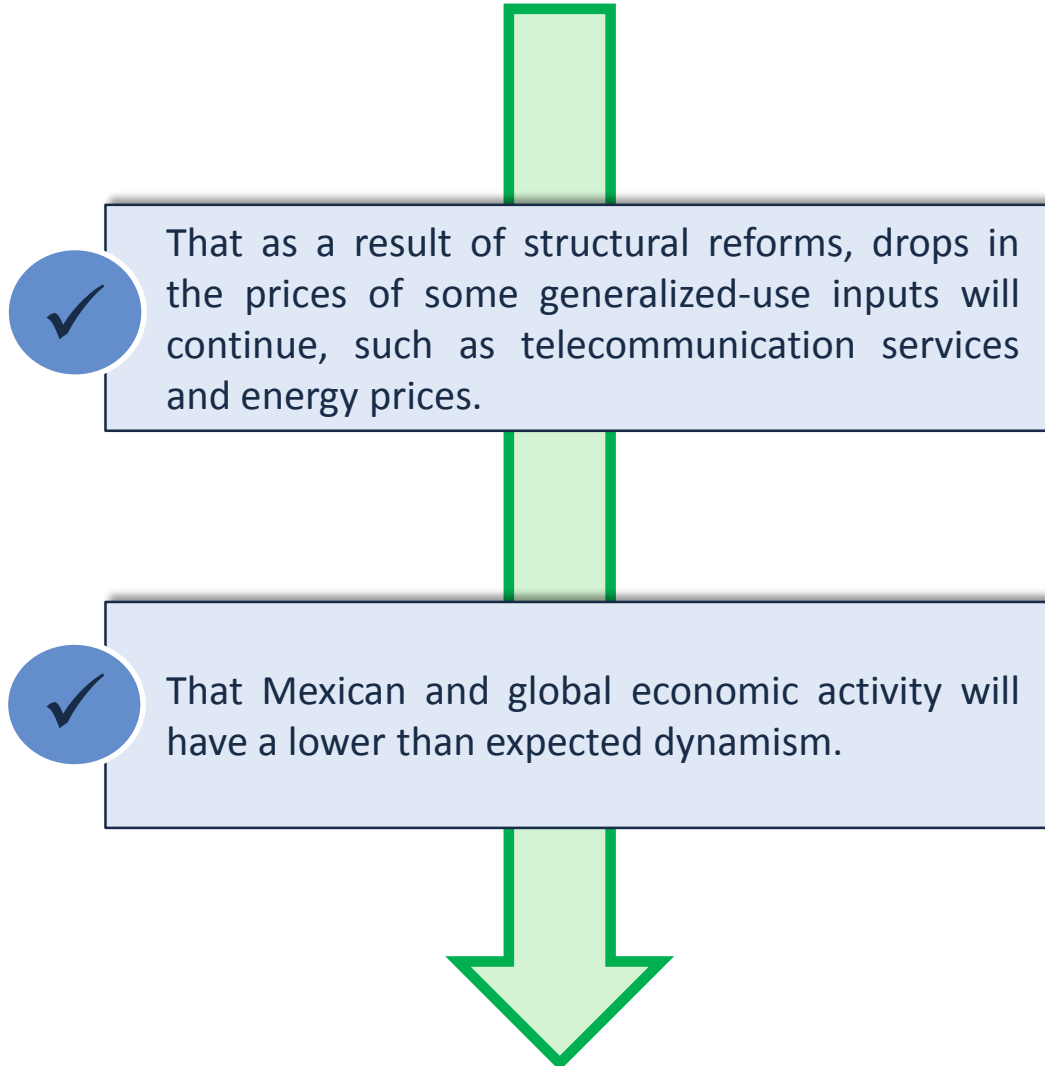 That as a result of structural reforms, drops in
the prices of some generalized-use inputs will
continue, such as telecommunication services
and energy prices.
That Mexican and global economic activity will
have a lower than expected dynamism.